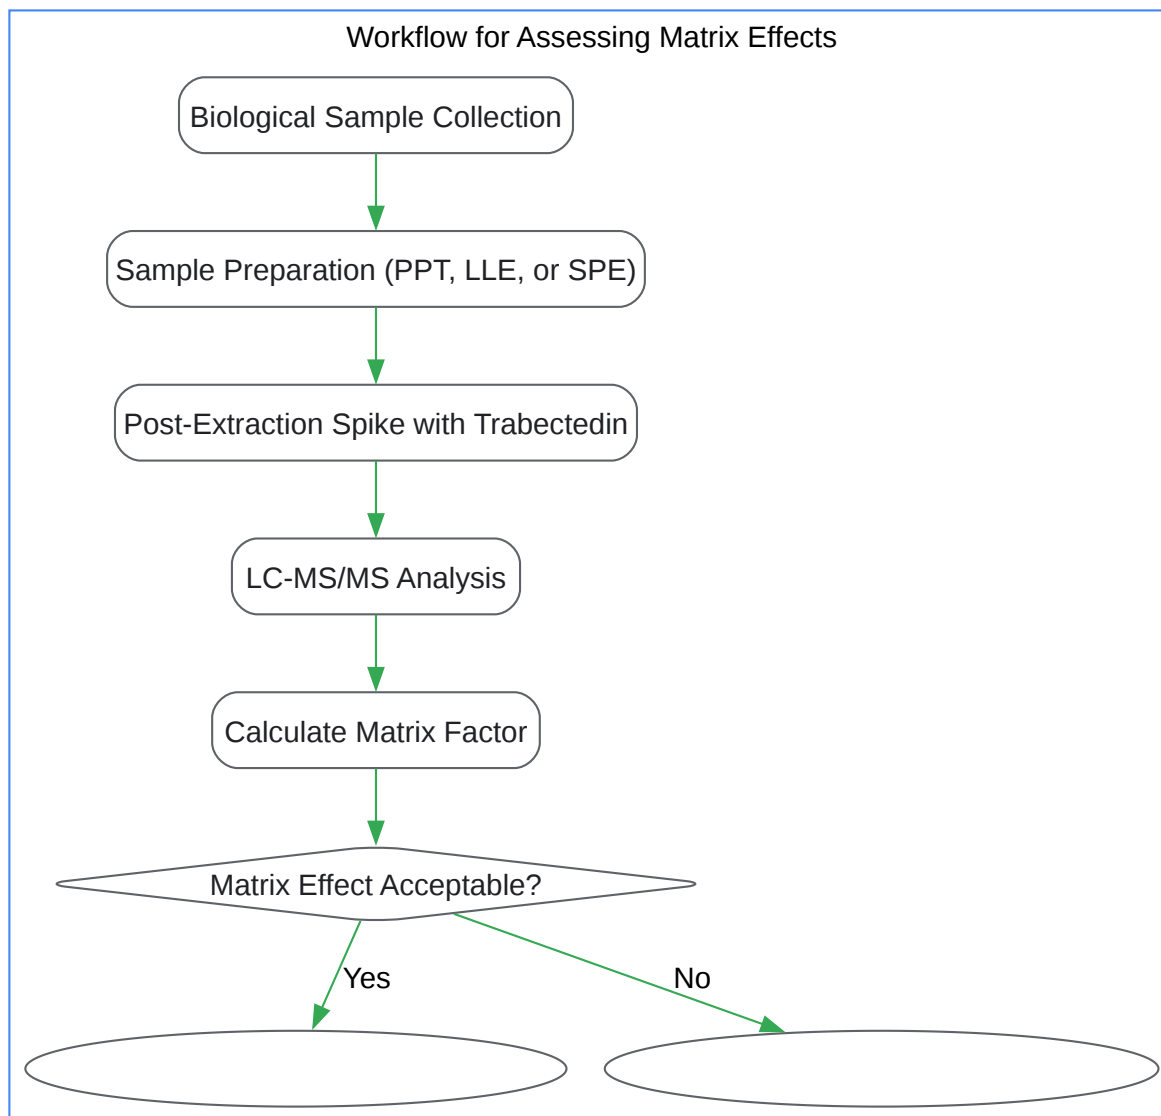 Workflow for Assessing Matrix Effects
Biological Sample Collection
Sample Preparation (PPT, LLE, or SPE)
Post-Extraction Spike with Trabectedin
LC-MS/MS Analysis
Calculate Matrix Factor
Matrix Effect Acceptable?
Yes
No